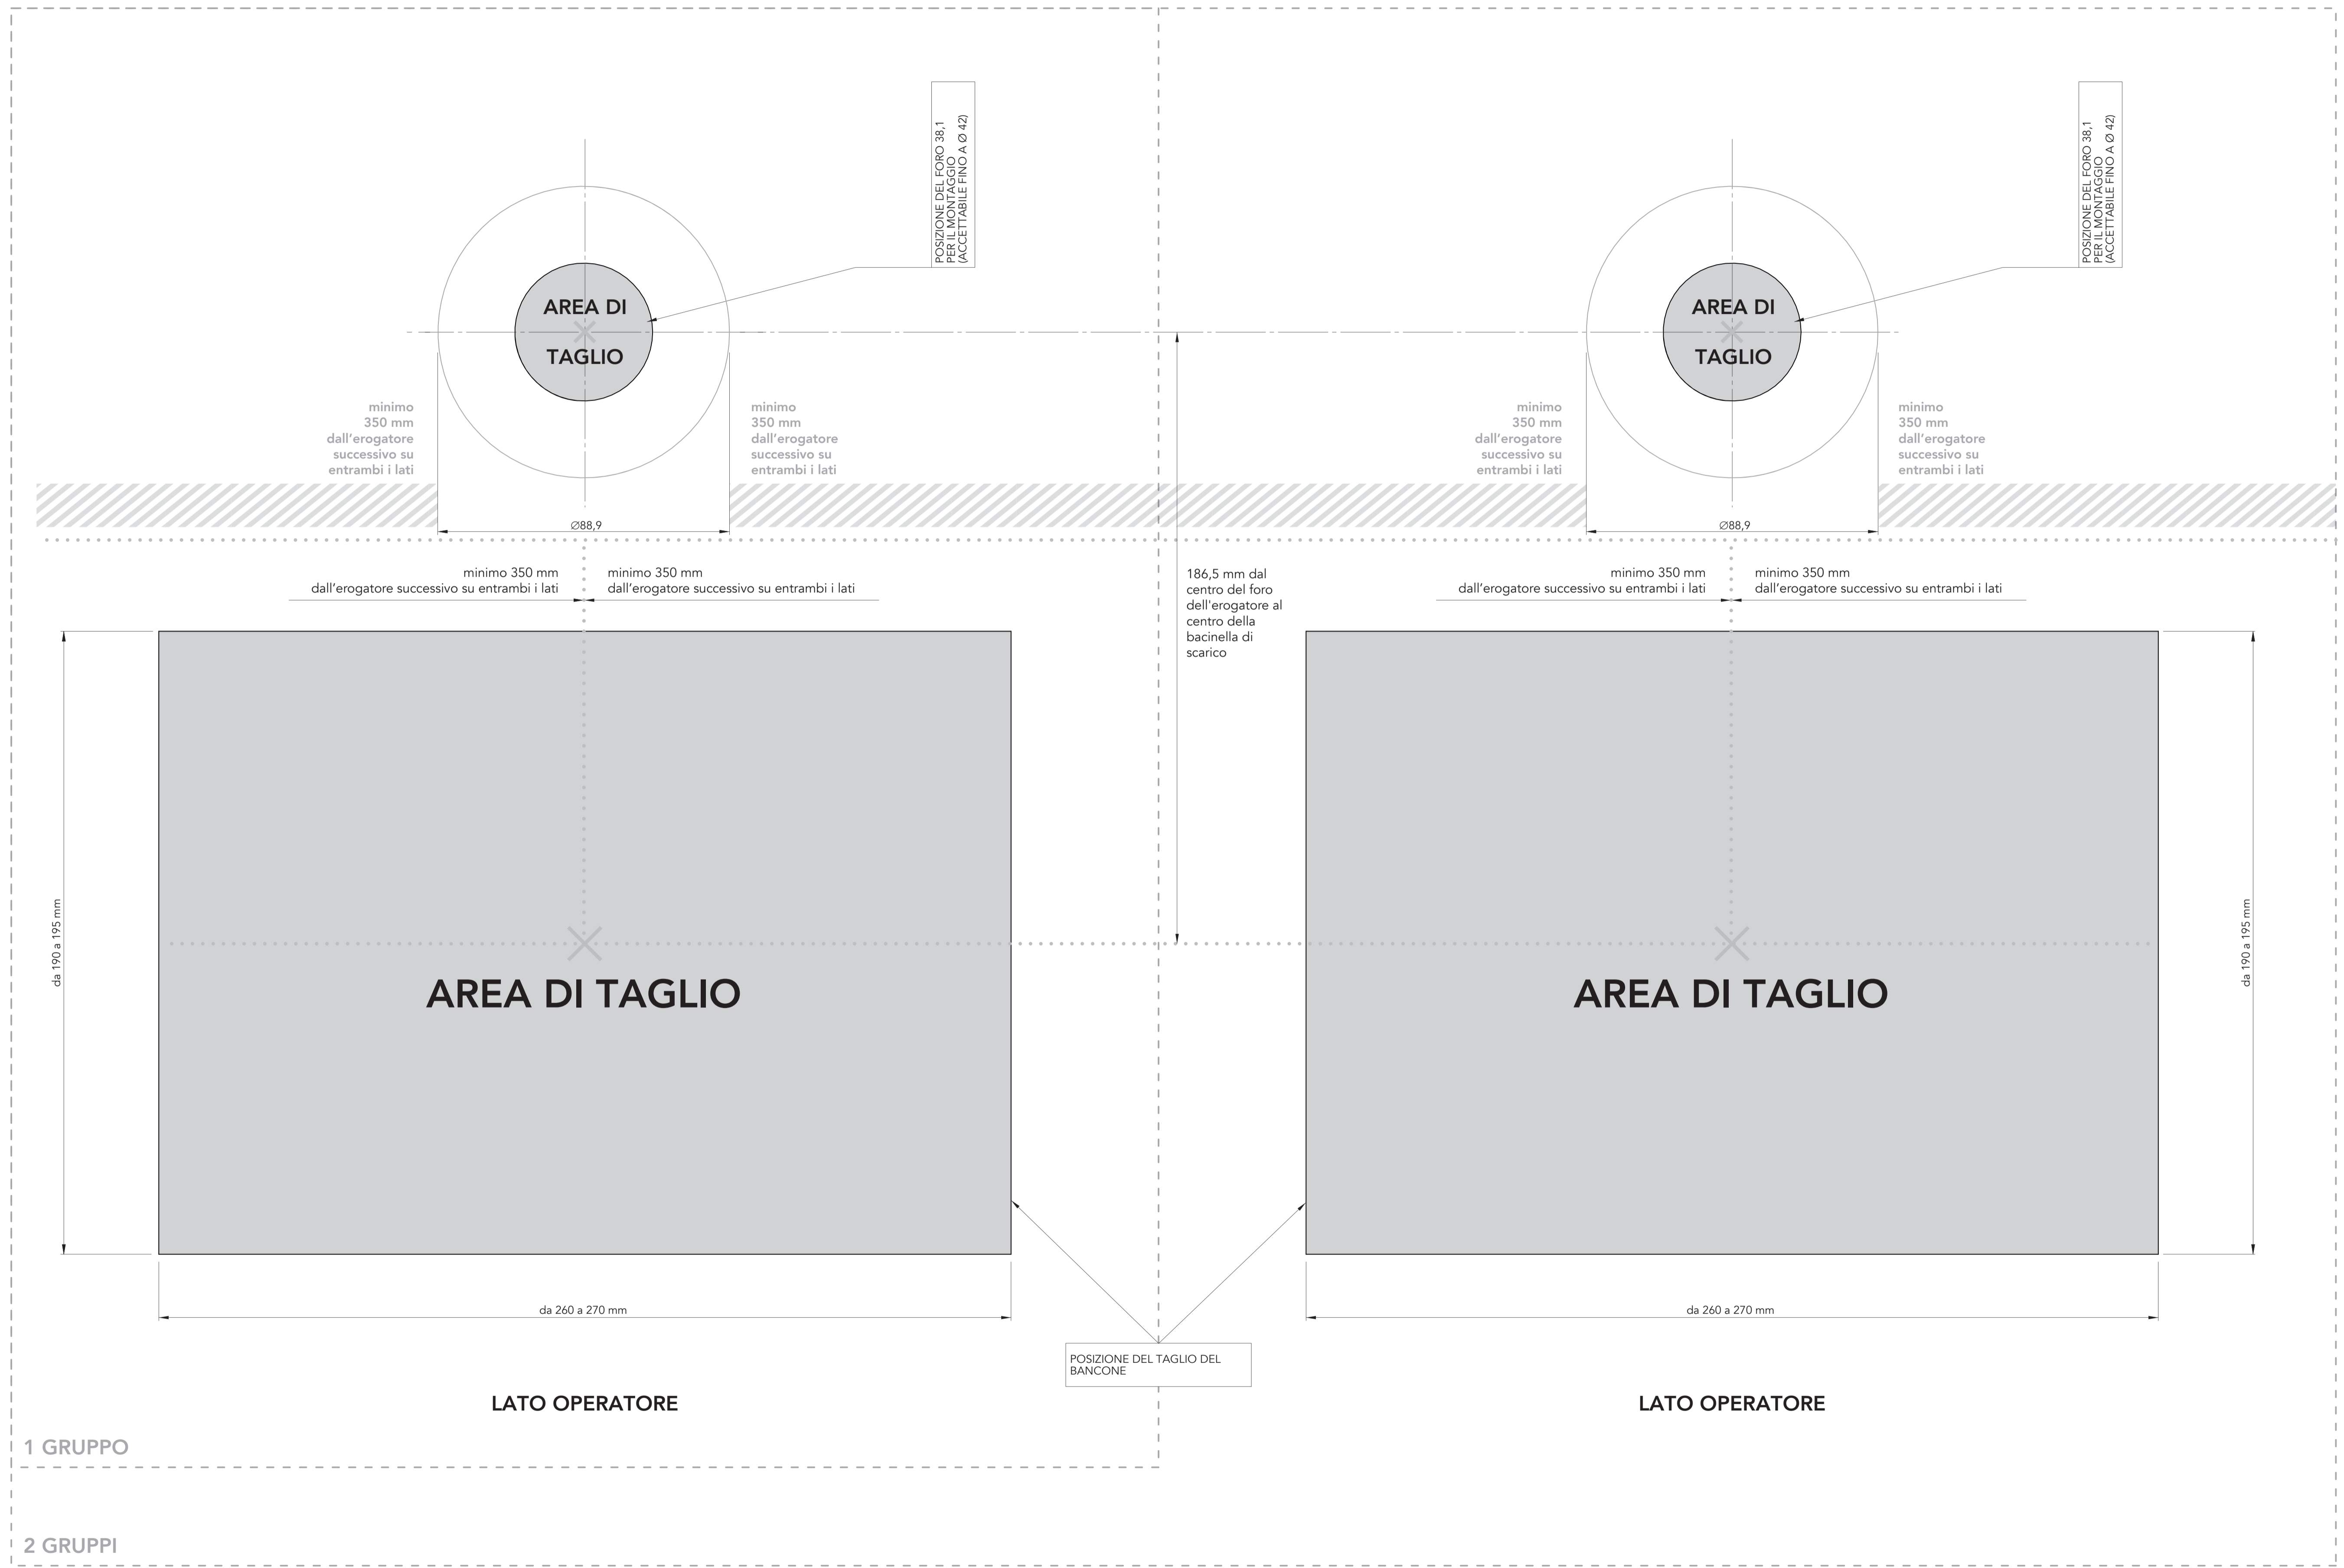 POSIZIONE DEL FORO 38,1
PER IL MONTAGGIO
(ACCETTABILE FINO A Ø 42)
POSIZIONE DEL FORO 38,1
PER IL MONTAGGIO
(ACCETTABILE FINO A Ø 42)
AREA DI
TAGLIO
AREA DI
TAGLIO
minimo
350 mm
dall'erogatore
successivo su
entrambi i lati
minimo
350 mm
dall'erogatore
successivo su
entrambi i lati
minimo
350 mm
dall'erogatore
successivo su
entrambi i lati
minimo
350 mm
dall'erogatore
successivo su
entrambi i lati
Ø88,9
Ø88,9
minimo 350 mm
dall'erogatore successivo su entrambi i lati
minimo 350 mm
dall'erogatore successivo su entrambi i lati
186,5 mm dal
centro del foro
dell'erogatore al
centro della
bacinella di
scarico
minimo 350 mm
dall'erogatore successivo su entrambi i lati
minimo 350 mm
dall'erogatore successivo su entrambi i lati
da 190 a 195 mm
AREA DI TAGLIO
AREA DI TAGLIO
da 190 a 195 mm
da 260 a 270 mm
da 260 a 270 mm
POSIZIONE DEL TAGLIO DEL
BANCONE
LATO OPERATORE
LATO OPERATORE
1 GRUPPO
2 GRUPPI